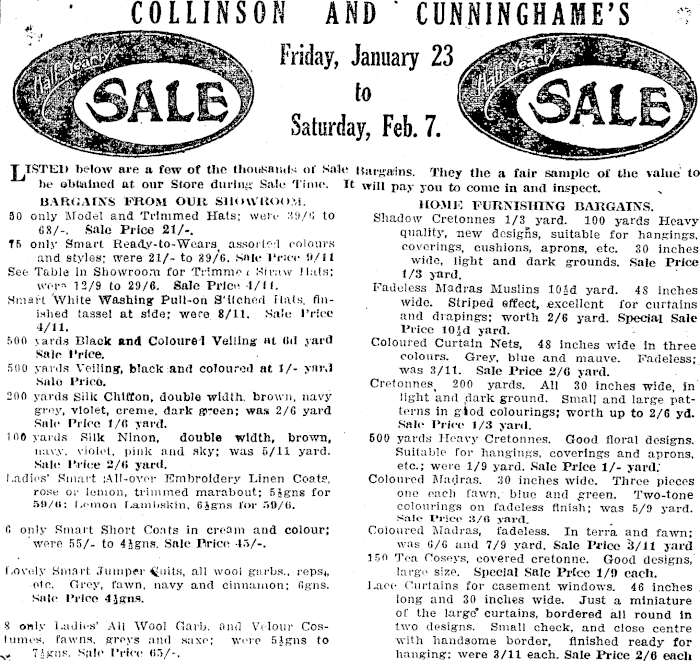 COLLINSON AND CUNNINGHAME'S
Half Yearly
SALE
Friday, January 23
to
Saturday, Feb. 7.
Half Yearly
SALE
LISTED below are a few of the thousands of Sale Bargains. They the a fair sample of the value to
be obtained at our Store during Sale Time. It will pay you to come in and inspect.
BARGAINS FROM OUR SHOWROOM.
50 only Model and Trimmed Hats; were 39/6 to
68/-. Sale Price 21/-.
75 only Smart Ready-to-Wears, assorted colours
and styles; were 21/- to 39/6. Sale Price 9/11
See Table in Showroom for Trimmed Straw Hats;
were 12/9 to 29/6. Sale Price 4/11.
Smart White Washing Pull-on Stitched Hats, fin-
ished tassel at side; were 8/11. Sale Price
4/11.
500 yards Black and Coloured Veiling at 6d yard
Sale Price.
500 yards Veiling, black and coloured at 1/- yard
Sale Price.
200 yards Silk Chiffon, double width, brown, navy
grey, violet, creme, dark green; was 2/6 yard
Sale Price 1/6 yard.
100 yards Silk Ninon, double width, brown,
navy, violet, pink and sky; was 5/11 yard.
Sale Price 2/6 yard.
Ladies' Smart All-over Embroidery Linen Coats,
rose or lemon, trimmed marabout; 5½gns for
59/6; Lemon Lambskin, 6½gns for 59/6.
6 only Smart Short Coats in cream and colour;
were 55/- to 4½gns. Sale Price 45/-.
Lovely Smart Jumper Suits, all wool garbs., reps.,
etc. Grey, fawn, navy and cinnamon; 6gns.
Sale Price 4½gns.
8 only Ladies' All Wool Garb. and Velour Cos-
tumes, fawns, greys and saxe; were 5½gns to
7½gns. Sale Price 65/-.
HOME FURNISHING BARGAINS.
Shadow Cretonnes 1/3 yard. 100 yards Heavy
quality, new designs, suitable for hangings,
coverings, cushions, aprons, etc. 30 inches
wide, light and dark grounds. Sale Price
1/3 yard.
Fadeless Madras Muslins 10½d yard. 48 inches
wide. Striped effect, excellent for curtains
and drapings; worth 2/6 yard. Special Sale
Price 10½d yard.
Coloured Curtain Nets, 48 inches wide in three
colours. Grey, blue and mauve. Fadeless;
was 3/11. Sale Price 2/6 yard.
Cretonnes, 200 yards. All 30 inches wide, in
light and dark ground. Small and large pat-
terns in good colourings; worth up to 2/6 yd.
Sale Price 1/3 yard.
500 yards Heavy Cretonnes. Good floral designs.
Suitable for hangings, coverings and aprons,
etc.; were 1/9 yard. Sale Price 1/- yard.
Coloured Madras. 30 inches wide. Three pieces
one each fawn, blue and green. Two-tone
colourings on fadeless finish; was 5/9 yard.
Sale Price 3/6 yard.
Coloured Madras, fadeless. In terra and fawn;
was 6/6 and 7/9 yard. Sale Price 3/11 yard
150 Tea Coseys, covered cretonne. Good designs,
large size. Special Sale Price 1/9 each.
Lace Curtains for casement windows. 46 inches
long and 30 inches wide. Just a miniature
of the large curtains, bordered all round in
two designs. Small check, and close centre
with handsome border, finished ready for
hanging; were 3/11 each. Sale Price 2/6 each